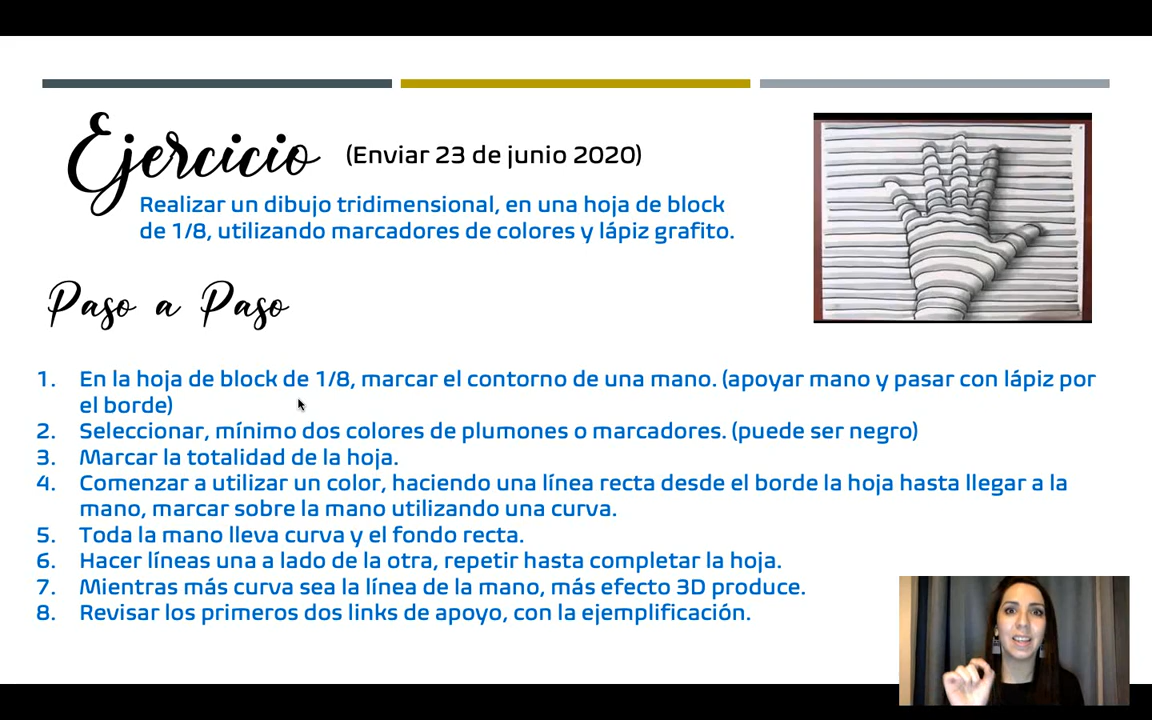 Ejercicio (Enviar 23 de junio 2020)
Realizar un dibujo tridimensional, en una hoja de block
de 1/8, utilizando marcadores de colores y lápiz grafito.
Paso a Paso
1. En la hoja de block de 1/8, marcar el contorno de una mano. (apoyar mano y pasar con lápiz por
el borde)
2. Seleccionar, mínimo dos colores de plumones o marcadores. (puede ser negro)
3. Marcar la totalidad de la hoja.
4. Comenzar a utilizar un color, haciendo una línea recta desde el borde la hoja hasta llegar a la
mano, marcar sobre la mano utilizando una curva.
5. Toda la mano lleva curva y el fondo recta.
6. Hacer líneas una a lado de la otra, repetir hasta completar la hoja.
7. Mientras más curva sea la línea de la mano, más efecto 3D produce.
8. Revisar los primeros dos links de apoyo, con la ejemplificación.